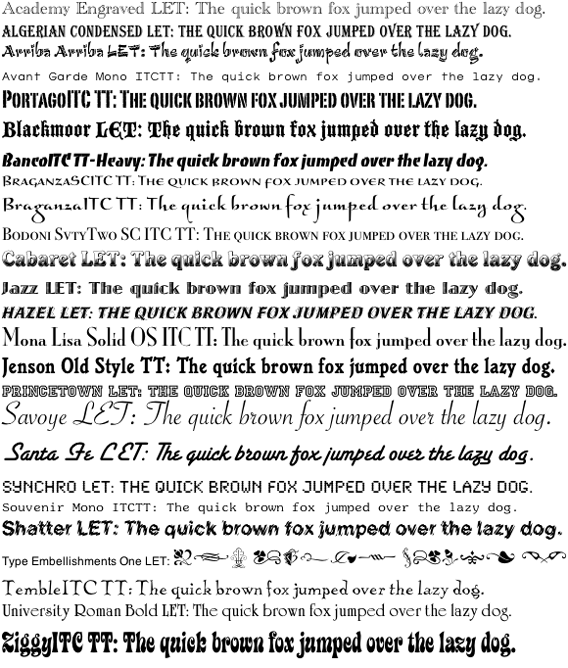 Academy Engraved LET: The quick brown fox jumped over the lazy dog.
ALGERIAN CONDENSED LET: THE QUICK BROWN FOX JUMPED OVER THE LAZY DOG.
Arriba Arriba LET: The quick brown fox jumped over the lazy dog.
Avant Garde Mono ITCTT: The quick brown fox jumped over the lazy dog.
PORTAGOITC TT: THE QUICK BROWN FOX JUMPED OVER THE LAZY DOG.
Blackmoor LET: The quick brown fox jumped over the lazy dog.
BancoITC TT-Heavy: The quick brown fox jumped over the lazy dog.
BRAGANZASCITC TT: THE QUICK BROWN FOX JUMPED OVER THE LAZY DOG.
BraganzaITC TT: The quick brown fox jumped over the lazy dog.
BODONI SVTYTWO SC ITC TT: THE QUICK BROWN FOX JUMPED OVER THE LAZY DOG.
Cabaret LET: The quick brown fox jumped over the lazy dog.
Jazz LET: The quick brown fox jumped over the lazy dog.
HAZEL LET: THE QUICK BROWN FOX JUMPED OVER THE LAZY DOG.
Mona Lisa Solid OS ITC TT: The quick brown fox jumped over the lazy dog.
Jenson Old Style TT: The quick brown fox jumped over the lazy dog.
PRINCETOWN LET: THE QUICK BROWN FOX JUMPED OVER THE LAZY DOG.
Savoye LET: The quick brown fox jumped over the lazy dog.
Santa Fe LET: The quick brown fox jumped over the lazy dog.
SYNCHRO LET: THE QUICK BROWN FOX JUMPED OVER THE LAZY DOG.
Souvenir Mono ITCTT: The quick brown fox jumped over the lazy dog.
Shatter LET: The quick brown fox jumped over the lazy dog.
Type Embellishments One LET:
TembleITC TT: The quick brown fox jumped over the lazy dog.
University Roman Bold LET: The quick brown fox jumped over the lazy dog.
ZiggyITC TT: The quick brown fox jumped over the lazy dog.